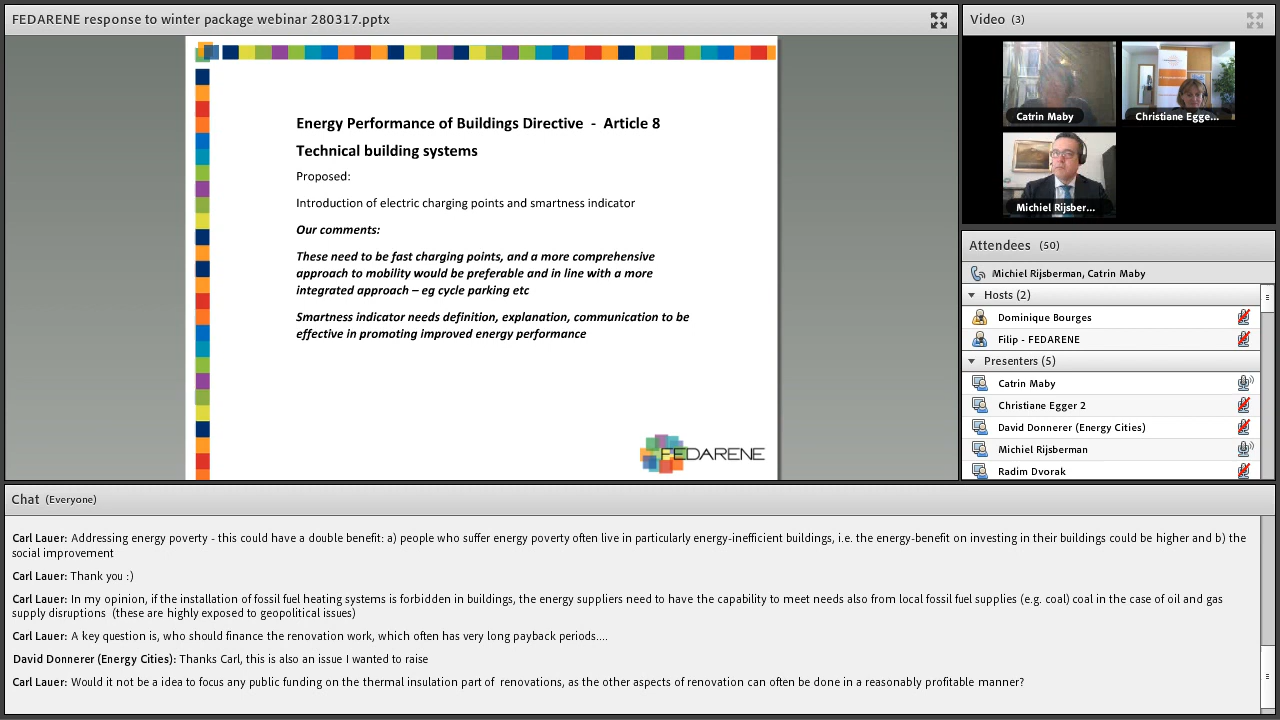 FEDARENE response to winter package webinar 280317.pptx
Energy Performance of Buildings Directive - Article 8
Technical building systems
Proposed:
Introduction of electric charging points and smartness indicator
Our comments:
These need to be fast charging points, and a more comprehensive
approach to mobility would be preferable and in line with a more
integrated approach – eg cycle parking etc
Smartness indicator needs definition, explanation, communication to be
effective in promoting improved energy performance
FEDARENE
Video (3)
Catrin Maby
Christiane Egge...
Michiel Rijsber...
Attendees (50)
Michiel Rijsberman, Catrin Maby
Hosts (2)
Dominique Bourges
Filip - FEDARENE
Presenters (5)
Catrin Maby
Christiane Egger 2
David Donnerer (Energy Cities)
Michiel Rijsberman
Radim Dvorak
Chat (Everyone)
Carl Lauer: Addressing energy poverty - this could have a double benefit: a) people who suffer energy poverty often live in particularly energy-inefficient buildings, i.e. the energy-benefit on investing in their buildings could be higher and b) the
social improvement
Carl Lauer: Thank you :)
Carl Lauer: In my opinion, if the installation of fossil fuel heating systems is forbidden in buildings, the energy suppliers need to have the capability to meet needs also from local fossil fuel supplies (e.g. coal) coal in the case of oil and gas
supply disruptions (these are highly exposed to geopolitical issues)
Carl Lauer: A key question is, who should finance the renovation work, which often has very long payback periods....
David Donnerer (Energy Cities): Thanks Carl, this is also an issue I wanted to raise
Carl Lauer: Would it not be a idea to focus any public funding on the thermal insulation part of renovations, as the other aspects of renovation can often be done in a reasonably profitable manner?